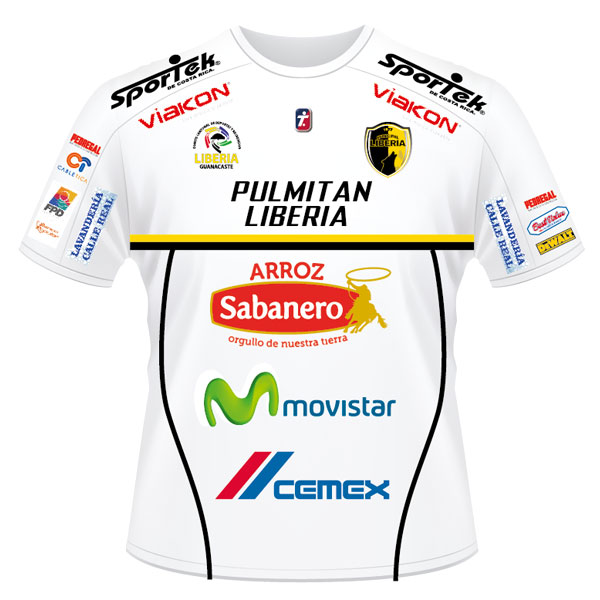 SPORTEK
DE COSTA RICA.
VIAKON
SPORTEK
DE COSTA RICA.
VIAKON
PEDREGAL
CABLETICA
FPD
LAVANDERÍA
CALLE REAL
LIBERIA
GUANACASTE
LIBERIA
PULMITAN
LIBERIA
PEDREGAL
LAVANDERÍA
CALLE REAL
DEWALT
ARROZ
Sabanero
orgullo de nuestra tierra
movistar
CEMEX